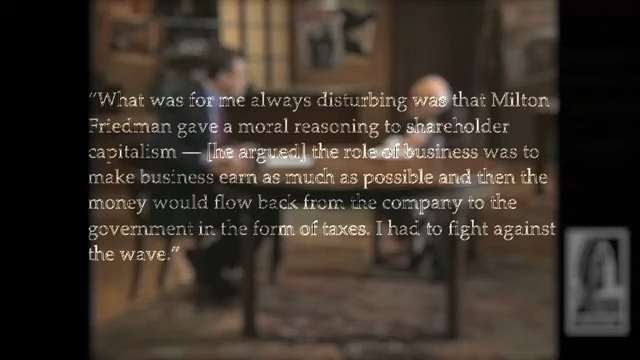 “What was for me always disturbing was that Milton
Friedman gave a moral reasoning to shareholder
capitalism — [he argued] the role of business was to
make business earn as much as possible and then the
money would flow back from the company to the
government in the form of taxes. I had to fight against
the wave.”